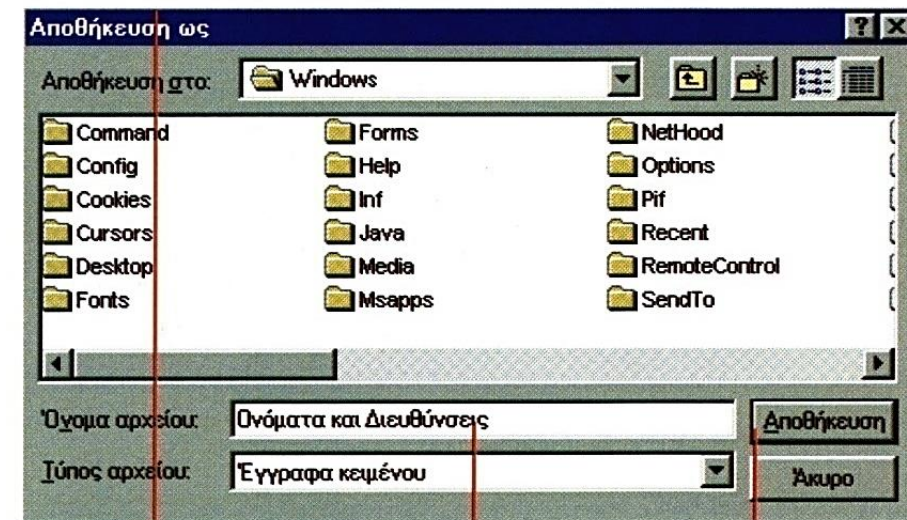 Αποθήκευση ως
Αποθήκευση στο: Windows
Command Forms NetHood
Config Help Options
Cookies Inf Pif
Cursors Java Recent
Desktop Media RemoteControl
Fonts Msapps SendTo
Όνομα αρχείου: Ονόματα και Διευθύνσεις Αποθήκευση
Τύπος αρχείου: Έγγραφα κειμένου Άκυρο